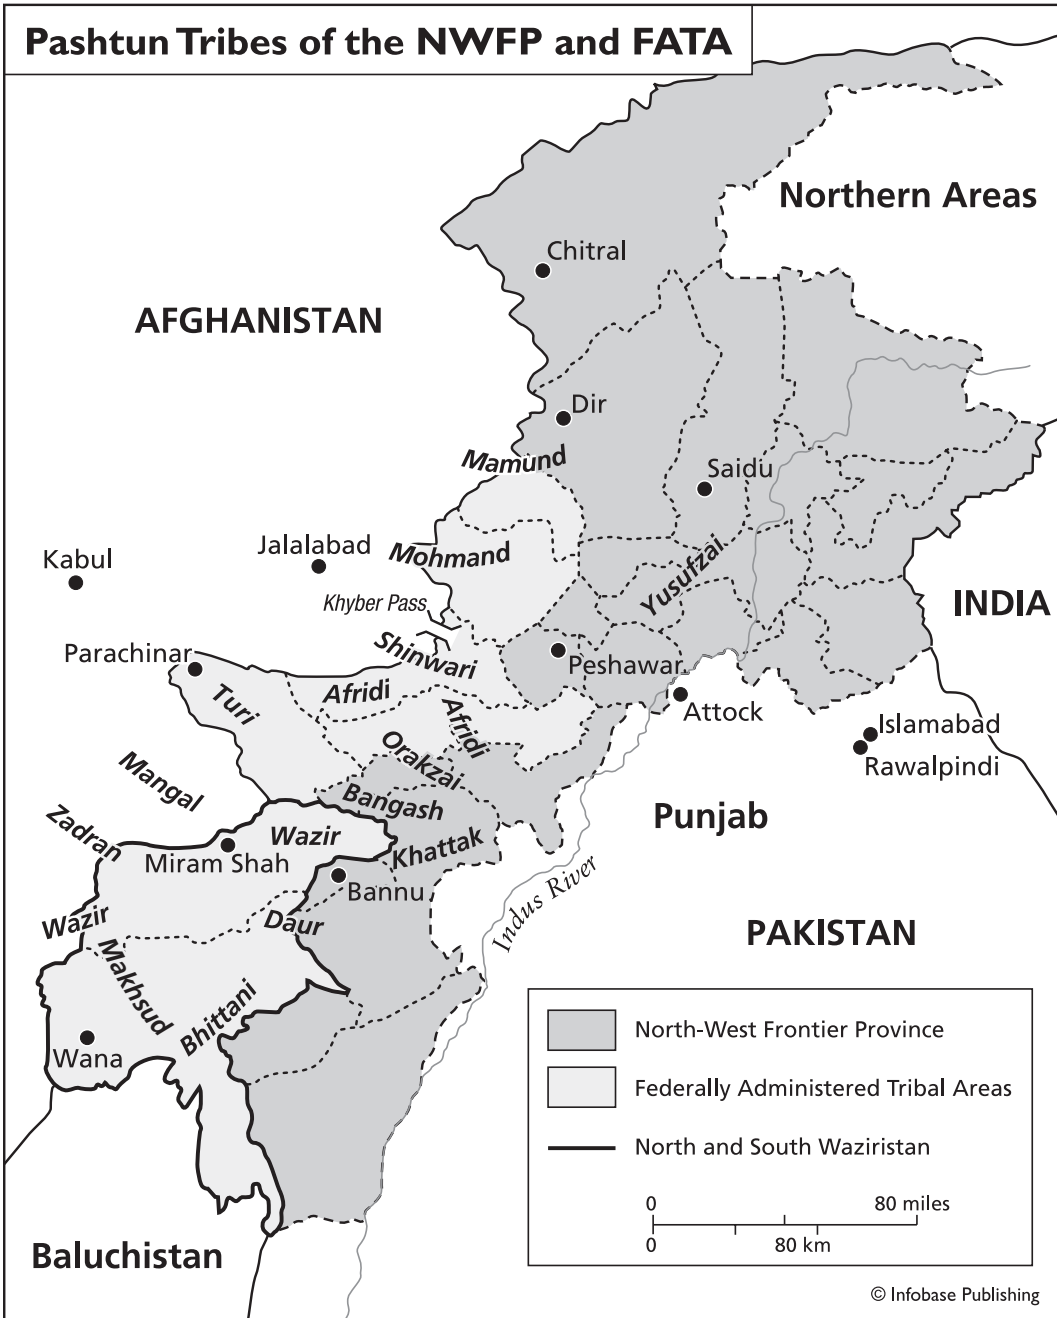 Pashtun Tribes of the NWFP and FATA
Northern Areas
Chitral
AFGHANISTAN
Dir
Mamund
Saidu
Jalalabad
Mohmand
Kabul
Yusufzai
INDIA
Khyber Pass
Shinwari
Parachinar
Peshawar
Afridi
Turi
Attock
Afridi
Islamabad
Orakzai
Rawalpindi
Mangal
Bangash
Punjab
Zadran
Wazir
Khattak
Miram Shah
Bannu
Indus River
Wazir
Daur
PAKISTAN
Makhsud
Bhittani
Wana
North-West Frontier Province
Federally Administered Tribal Areas
North and South Waziristan
0 80 miles
0 80 km
Baluchistan
© Infobase Publishing